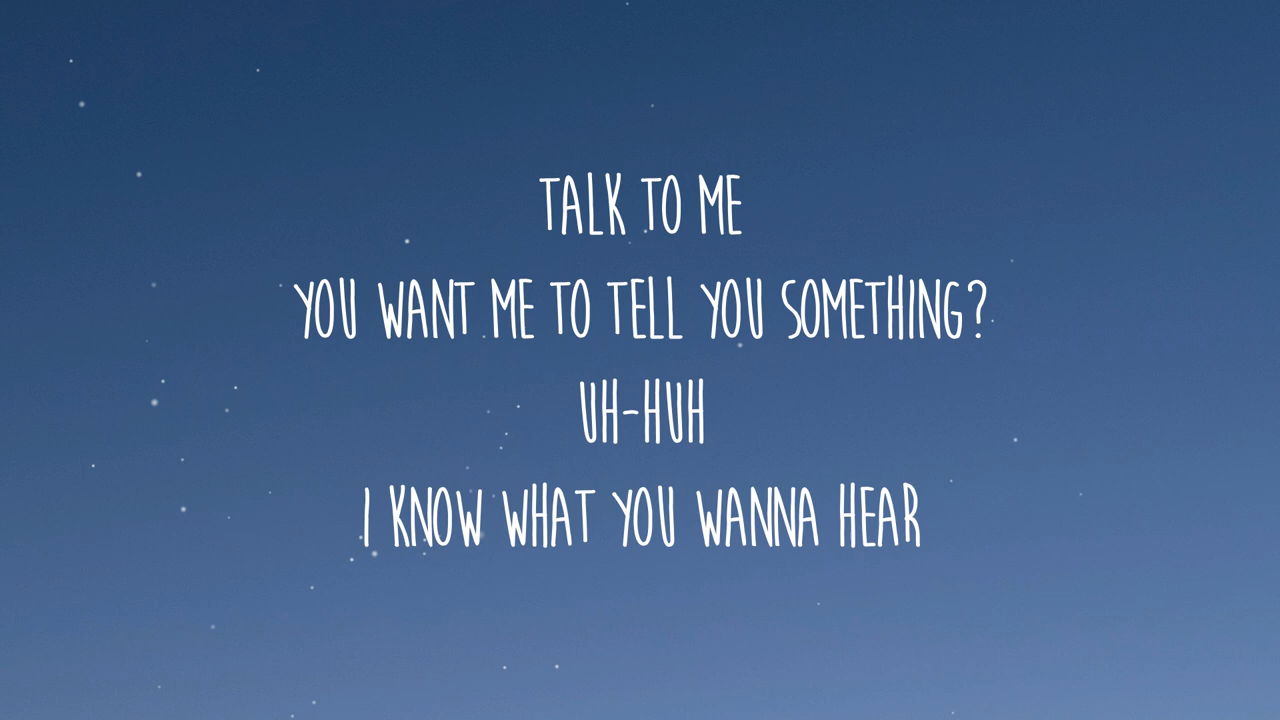 TALK TO ME
YOU WANT ME TO TELL YOU SOMETHING?
UH-HUH
I KNOW WHAT YOU WANNA HEAR